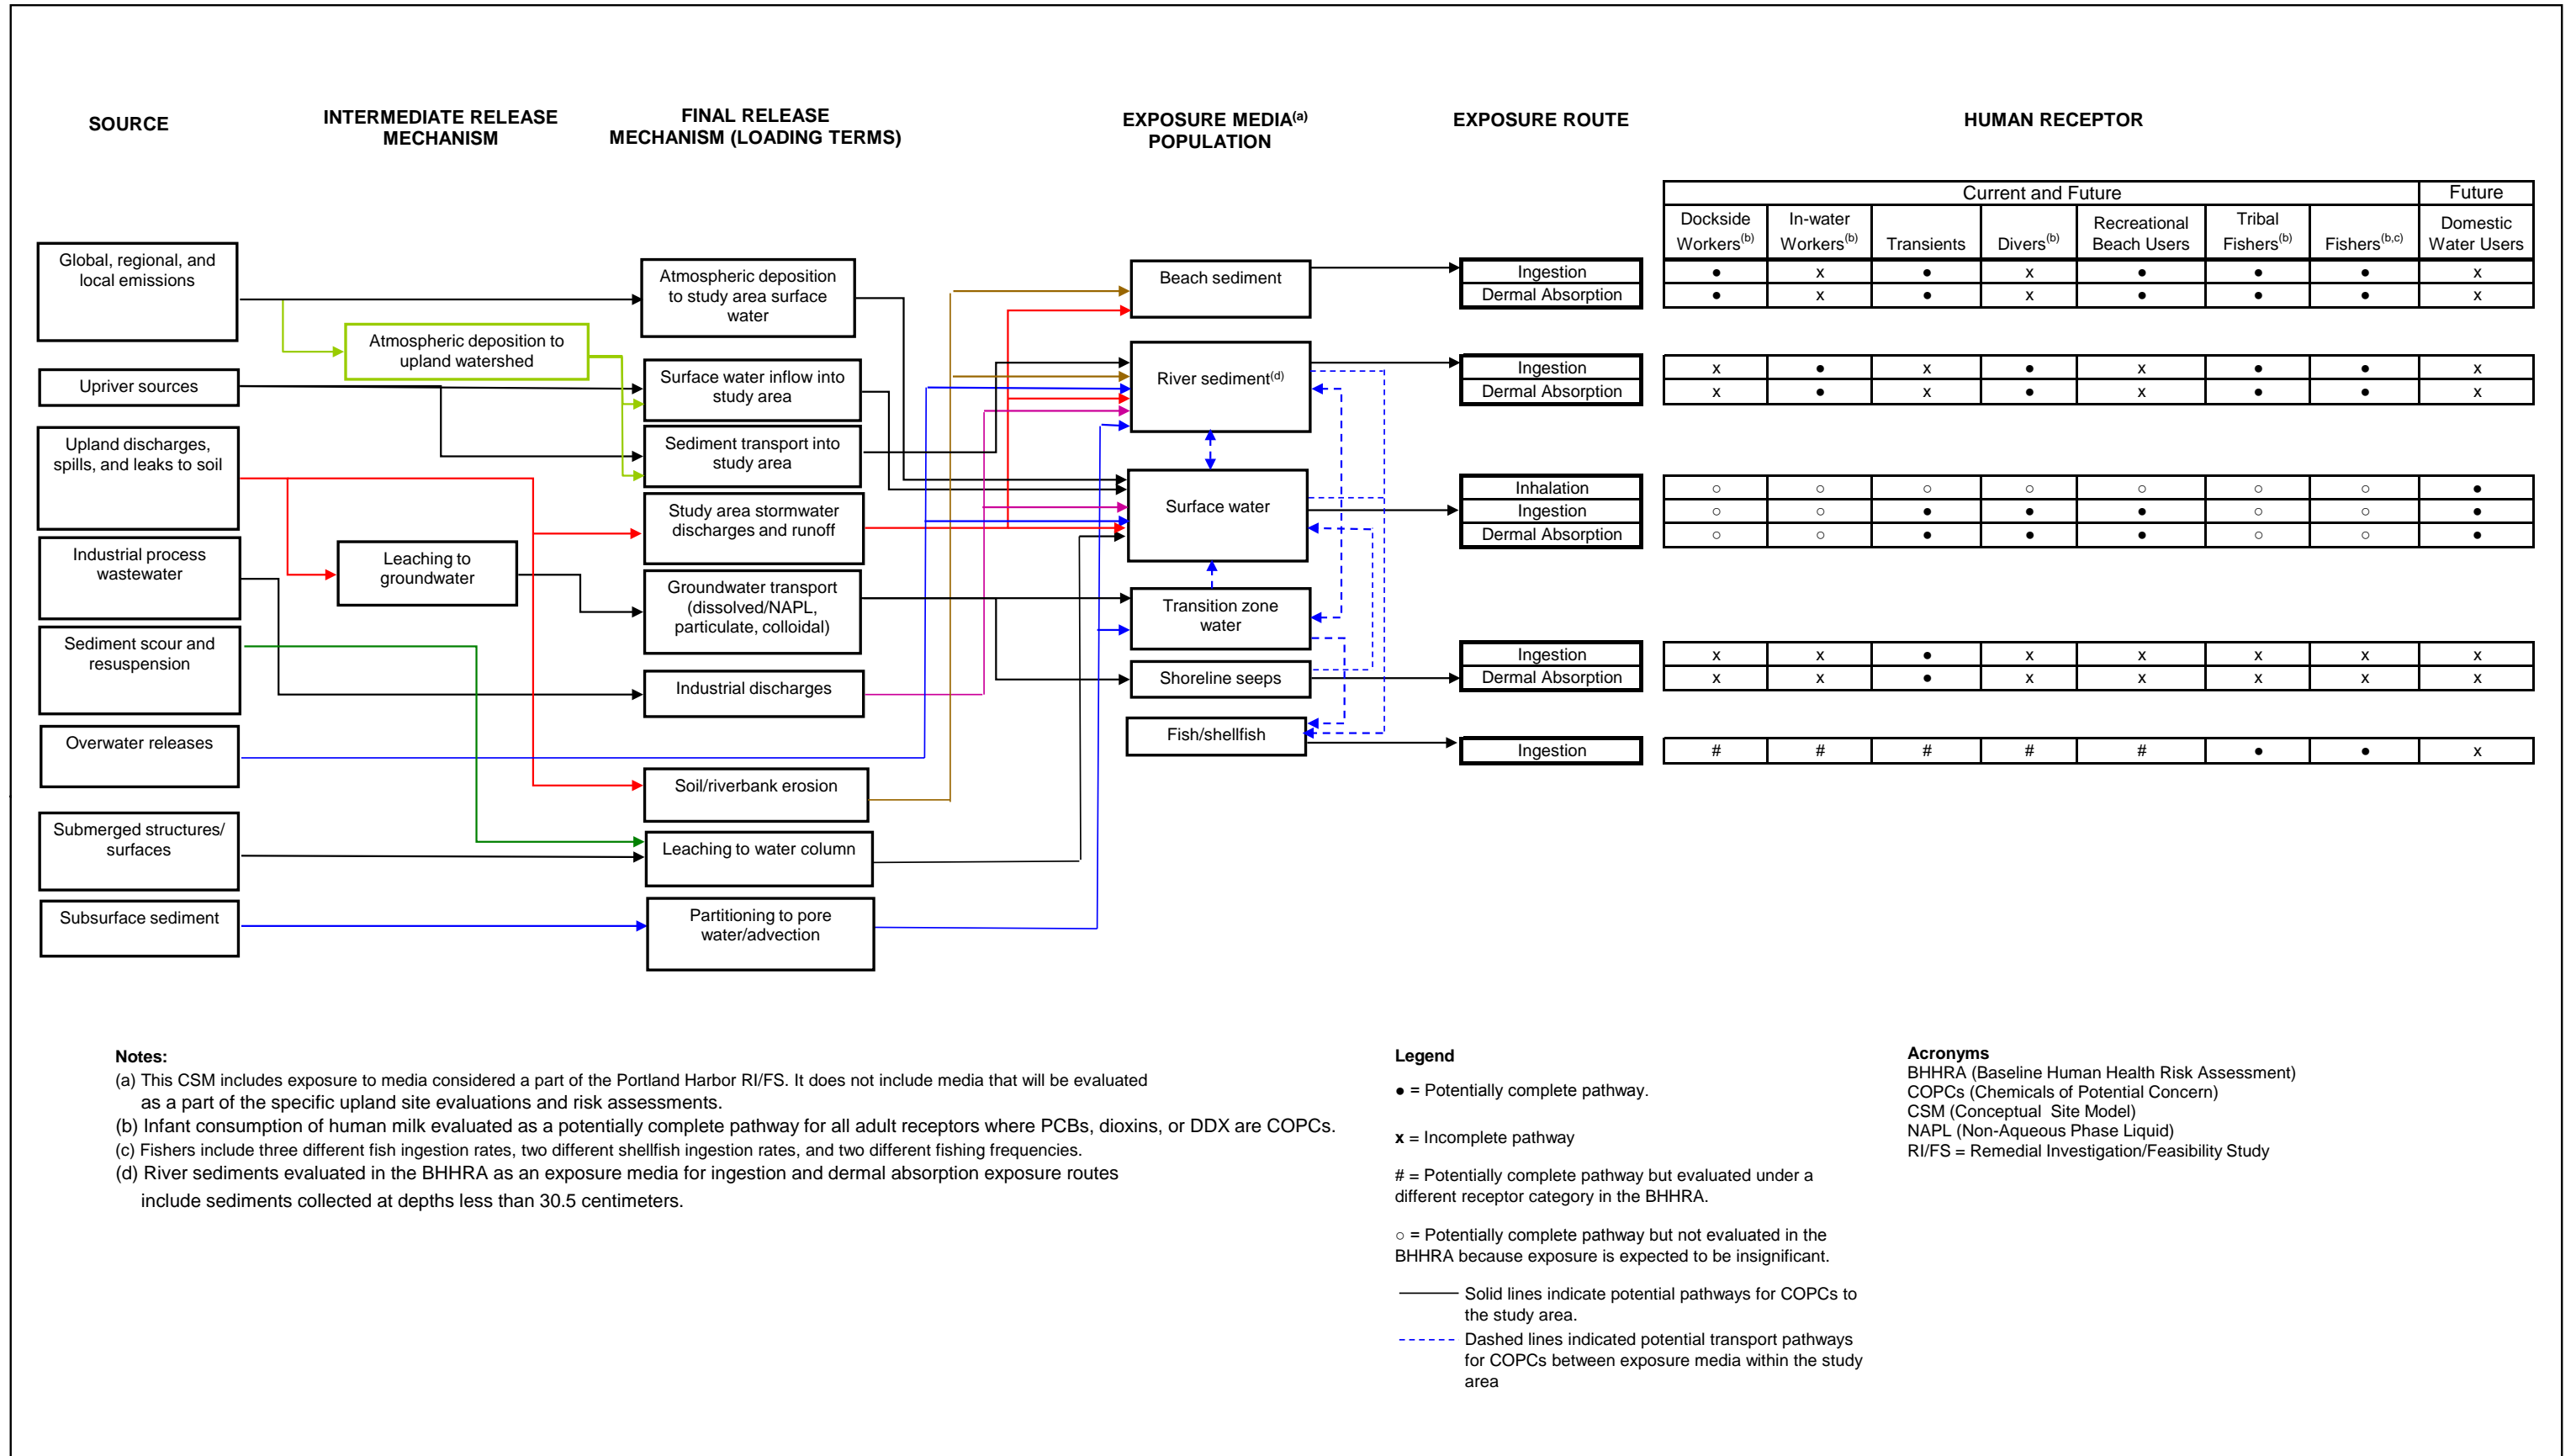 SOURCE
INTERMEDIATE RELEASE
MECHANISM
FINAL RELEASE
MECHANISM (LOADING TERMS)
EXPOSURE MEDIA(a)
POPULATION
EXPOSURE ROUTE
HUMAN RECEPTOR
Current and Future
Future
Dockside
Workers(b)
In-water
Workers(b)
Transients
Divers(b)
Recreational
Beach Users
Tribal
Fishers(b)
Fishers(b,c)
Domestic
Water Users
Global, regional, and
local emissions
Upriver sources
Upland discharges,
spills, and leaks to soil
Industrial process
wastewater
Sediment scour and
resuspension
Overwater releases
Submerged structures/
surfaces
Subsurface sediment
Atmospheric deposition to
upland watershed
Leaching to
groundwater
Atmospheric deposition
to study area surface
water
Surface water inflow into
study area
Sediment transport into
study area
Study area stormwater
discharges and runoff
Groundwater transport
(dissolved/NAPL,
particulate, colloidal)
Industrial discharges
Soil/riverbank erosion
Leaching to water column
Partitioning to pore
water/advection
Beach sediment
River sediment(d)
Surface water
Transition zone
water
Shoreline seeps
Fish/shellfish
Ingestion ● x ● x ● ● ● x
Dermal Absorption ● x ● x ● ● ● x
Ingestion x ● x ● x ● ● x
Dermal Absorption x ● x ● x ● ● x
Inhalation ○ ○ ○ ○ ○ ○ ○ ●
Ingestion ○ ○ ● ● ● ○ ○ ●
Dermal Absorption ○ ○ ● ● ● ○ ○ ●
Ingestion x x ● x x x x x
Dermal Absorption x x ● x x x x x
Ingestion # # # # # ● ● x
Notes:
(a) This CSM includes exposure to media considered a part of the Portland Harbor RI/FS. It does not include media that will be evaluated
as a part of the specific upland site evaluations and risk assessments.
(b) Infant consumption of human milk evaluated as a potentially complete pathway for all adult receptors where PCBs, dioxins, or DDX are COPCs.
(c) Fishers include three different fish ingestion rates, two different shellfish ingestion rates, and two different fishing frequencies.
(d) River sediments evaluated in the BHHRA as an exposure media for ingestion and dermal absorption exposure routes
include sediments collected at depths less than 30.5 centimeters.
Legend
● = Potentially complete pathway.
x = Incomplete pathway
# = Potentially complete pathway but evaluated under a
different receptor category in the BHHRA.
○ = Potentially complete pathway but not evaluated in the
BHHRA because exposure is expected to be insignificant.
Solid lines indicate potential pathways for COPCs to
the study area.
Dashed lines indicated potential transport pathways
for COPCs between exposure media within the study
area
Acronyms
BHHRA (Baseline Human Health Risk Assessment)
COPCs (Chemicals of Potential Concern)
CSM (Conceptual Site Model)
NAPL (Non-Aqueous Phase Liquid)
RI/FS = Remedial Investigation/Feasibility Study